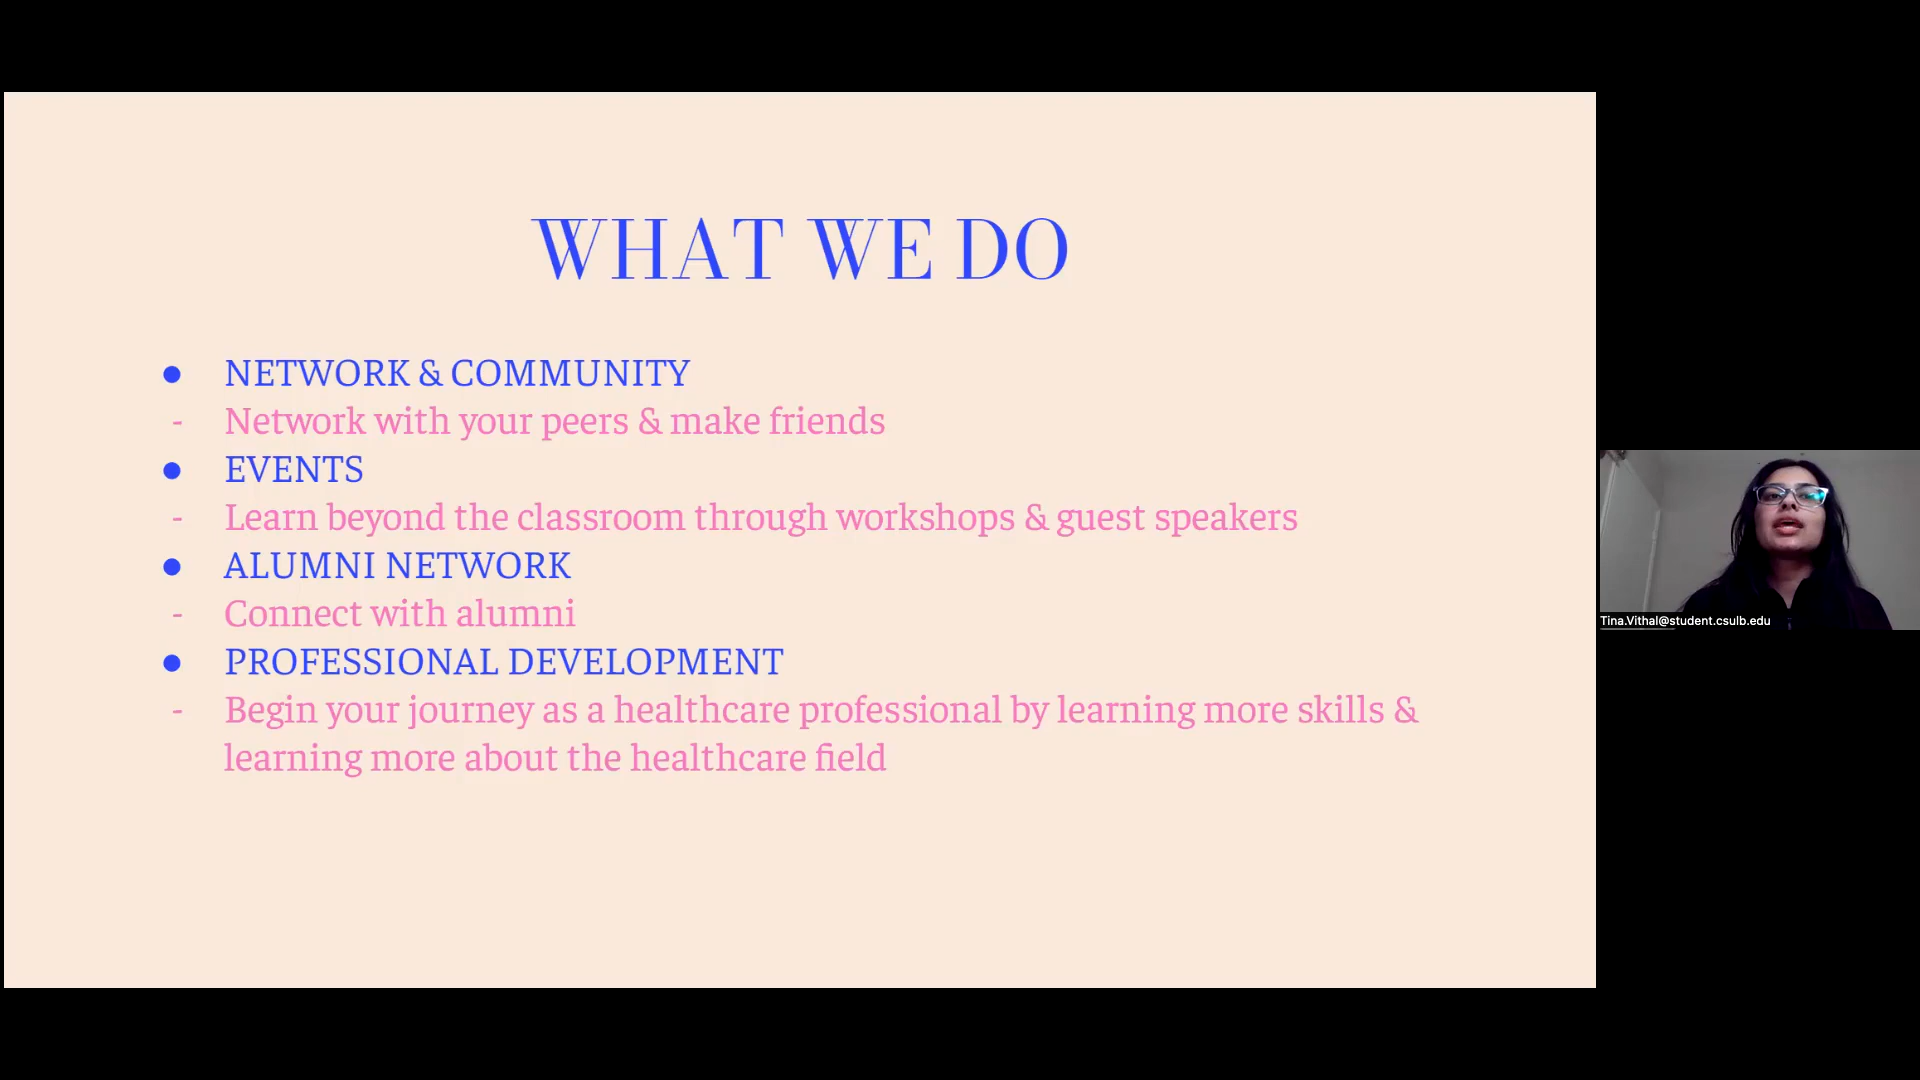 WHAT WE DO
● NETWORK & COMMUNITY
- Network with your peers & make friends
● EVENTS
- Learn beyond the classroom through workshops & guest speakers
● ALUMNI NETWORK
- Connect with alumni
● PROFESSIONAL DEVELOPMENT
- Begin your journey as a healthcare professional by learning more skills &
learning more about the healthcare field
Tina.Vithal@student.csulb.edu